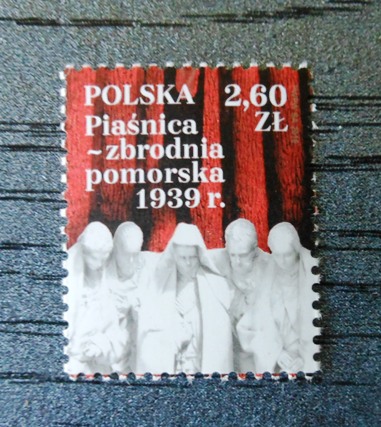 POLSKA 2,60
ZŁ
Piaśnica
~zbrodnia
pomorska
1939 r.